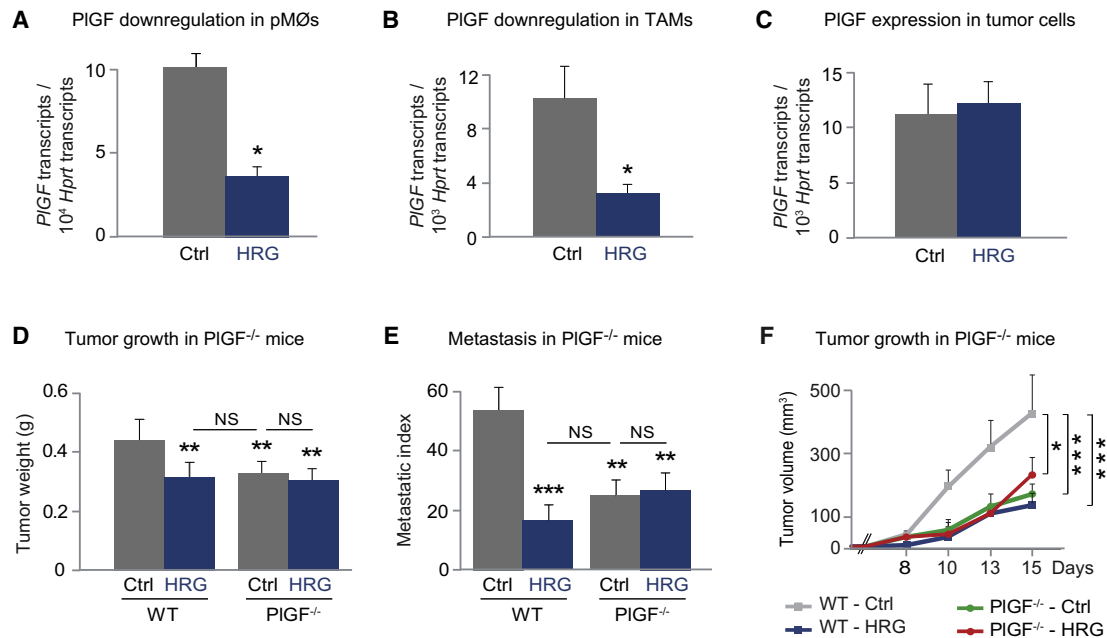 A PlGF downregulation in pMØs
PlGF transcripts /
10⁴ Hprt transcripts
10
5
0
*
Ctrl HRG
B PlGF downregulation in TAMs
PlGF transcripts /
10³ Hprt transcripts
12
8
4
0
*
Ctrl HRG
C PlGF expression in tumor cells
PlGF transcripts /
10³ Hprt transcripts
15
10
5
0
Ctrl HRG
D Tumor growth in PlGF⁻/⁻ mice
Tumor weight (g)
0.6
0.4
0.2
0
NS NS
** ** **
Ctrl HRG Ctrl HRG
WT PlGF⁻/⁻
E Metastasis in PlGF⁻/⁻ mice
Metastatic index
60
40
20
0
NS NS
*** ** **
Ctrl HRG Ctrl HRG
WT PlGF⁻/⁻
F Tumor growth in PlGF⁻/⁻ mice
Tumor volume (mm³)
500
300
100
0
* *** ***
8 10 13 15 Days
WT - Ctrl PlGF⁻/⁻ - Ctrl
WT - HRG PlGF⁻/⁻ - HRG